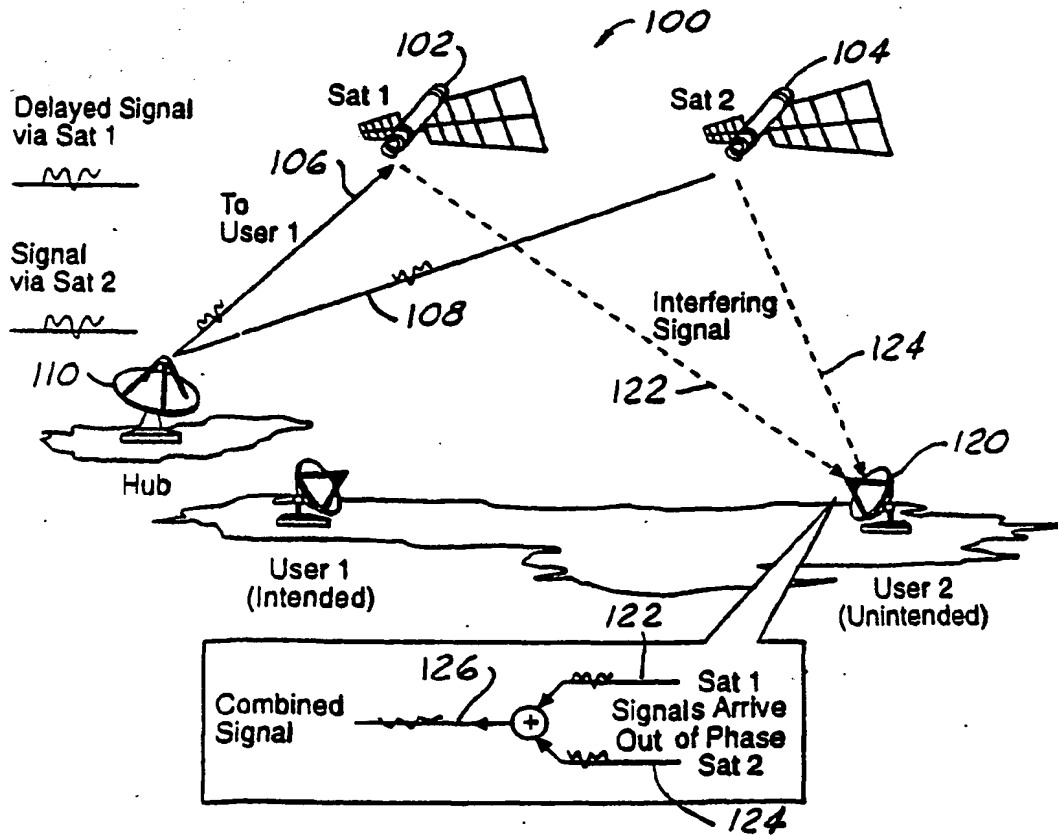 100
102
104
Sat 1
Sat 2
Delayed Signal
via Sat 1
106
To
User 1
Signal
via Sat 2
108
Interfering
Signal
122
124
110
120
Hub
User 1
(Intended)
User 2
(Unintended)
122
126
Combined
Signal
+
Sat 1
Signals Arrive
Out of Phase
Sat 2
124